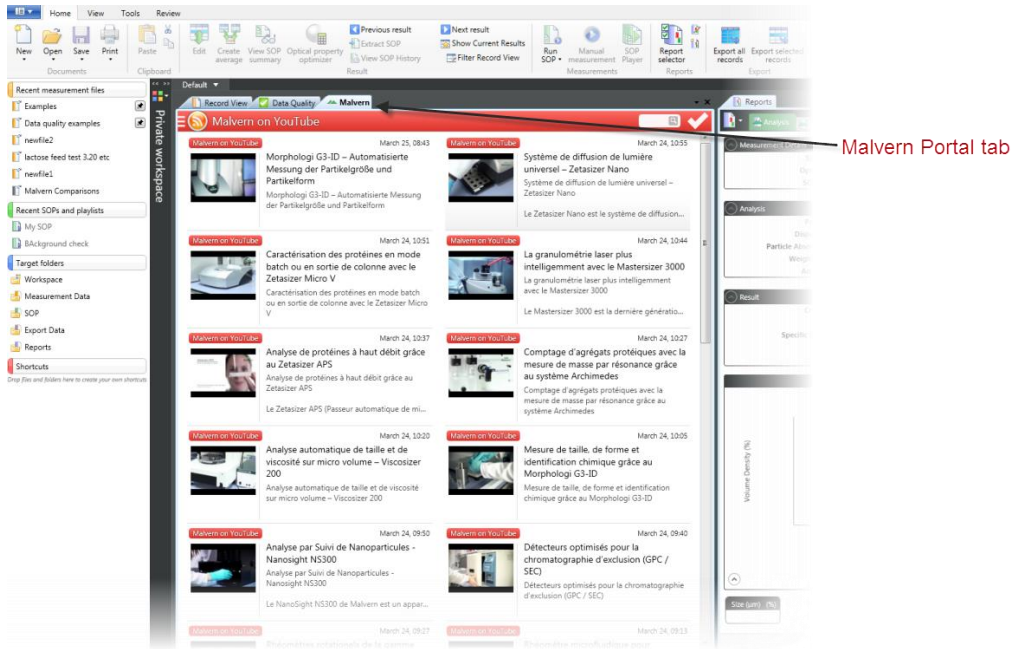 Home View Tools Review
New Open Save Print
Documents
Paste
Clipboard
Edit Create average View SOP summary Optical property optimizer
Previous result
Extract SOP
View SOP History
Next result
Show Current Results
Filter Record View
Result
Run SOP Manual measurement SOP Player
Measurements
Report selector
Reports
Export all records Export selected records
Export
Recent measurement files
Examples
Data quality examples
newfile2
lactose feed test 3.20 etc
newfile1
Malvern Comparisons
Recent SOPs and playlists
My SOP
BAckground check
Target folders
Workspace
Measurement Data
SOP
Export Data
Reports
Shortcuts
Drop files and folders here to create your own shortcuts
Private workspace
Default
Record View Data Quality Malvern
Malvern on YouTube
Malvern on YouTube March 25, 08:43
Morphologi G3-ID – Automatisierte
Messung der Partikelgröße und
Partikelform
Morphologi G3-ID – Automatisierte Messung
der Partikelgröße und Partikelform
Malvern on YouTube March 24, 10:55
Système de diffusion de lumière
universel – Zetasizer Nano
Système de diffusion de lumière universel –
Zetasizer Nano
Le Zetasizer Nano est le système de diffusion...
Malvern on YouTube March 24, 10:51
Caractérisation des protéines en mode
batch ou en sortie de colonne avec le
Zetasizer Micro V
Caractérisation des protéines en mode batch
ou en sortie de colonne avec le Zetasizer Micro
V
Malvern on YouTube March 24, 10:44
La granulométrie laser plus
intelligemment avec le Mastersizer 3000
La granulométrie laser plus intelligemment
avec le Mastersizer 3000
Le Mastersizer 3000 est la dernière génératio...
Malvern on YouTube March 24, 10:37
Analyse de protéines à haut débit grâce
au Zetasizer APS
Analyse de protéines à haut débit grâce au
Zetasizer APS
Le Zetasizer APS (Passeur automatique de mi...
Malvern on YouTube March 24, 10:27
Comptage d'agrégats protéiques avec la
mesure de masse par résonance grâce
au système Archimedes
Comptage d'agrégats protéiques avec la
mesure de masse par résonance grâce au
système Archimedes
Malvern on YouTube March 24, 10:20
Analyse automatique de taille et de
viscosité sur micro volume – Viscosizer
200
Analyse automatique de taille et de viscosité
sur micro volume – Viscosizer 200
Malvern on YouTube March 24, 10:05
Mesure de taille, de forme et
identification chimique grâce au
Morphologi G3-ID
Mesure de taille, de forme et identification
chimique grâce au Morphologi G3-ID
Malvern on YouTube March 24, 09:50
Analyse par Suivi de Nanoparticules -
Nanosight NS300
Analyse par Suivi de Nanoparticules -
Nanosight NS300
Le NanoSight NS300 de Malvern est un appar...
Malvern on YouTube March 24, 09:40
Détecteurs optimisés pour la
chromatographie d'exclusion (GPC /
SEC)
Détecteurs optimisés pour la chromatographie
d'exclusion (GPC / SEC)
Malvern on YouTube March 24, 09:27
Malvern on YouTube March 24, 09:13
Reports
Analysis
Measurement
Analysis
Particle
Result
Volume Density (%)
Size (µm) (%)
Malvern Portal tab